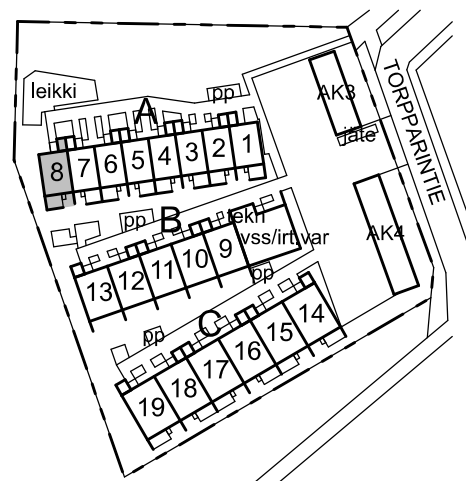 leikki
A
pp
AK3
TORPPARINTIE
jäte
8 7 6 5 4 3 2 1
pp
B
tekn
vss/irt.var
AK4
13 12 11 10 9
pp
C
pp
19 18 17 16 15 14